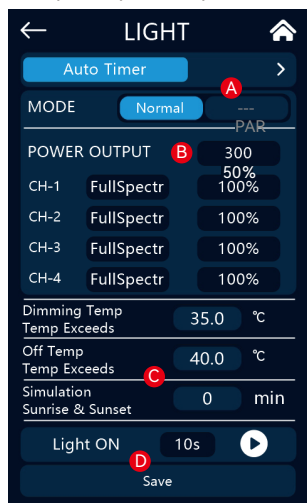 LIGHT
Auto Timer >
A
MODE Normal ---
PAR
POWER OUTPUT B 300
50%
CH-1 FullSpectr 100%
CH-2 FullSpectr 100%
CH-3 FullSpectr 100%
CH-4 FullSpectr 100%
Dimming Temp
Temp Exceeds 35.0 ℃
Off Temp
Temp Exceeds 40.0 ℃
C
Simulation
Sunrise & Sunset 0 min
Light ON 10s
D
Save